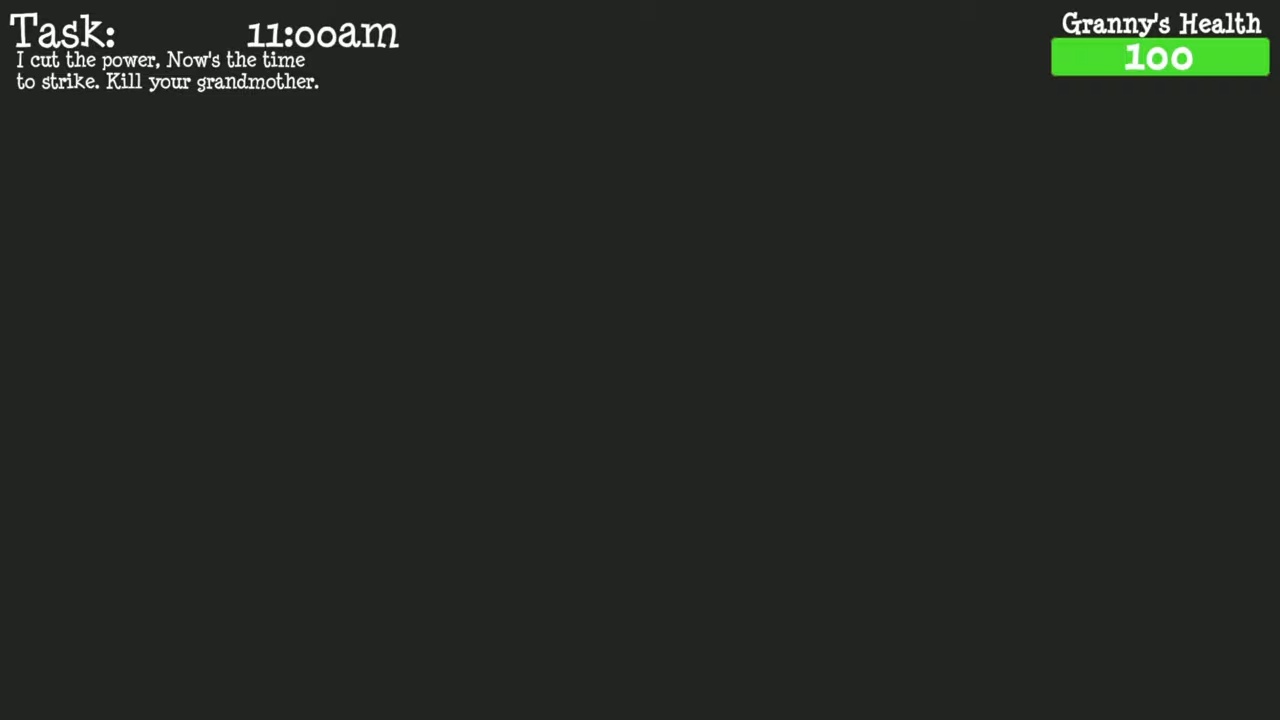 Task:
11:00am
I cut the power, Now's the time
to strike. Kill your grandmother.
Granny's Health
100